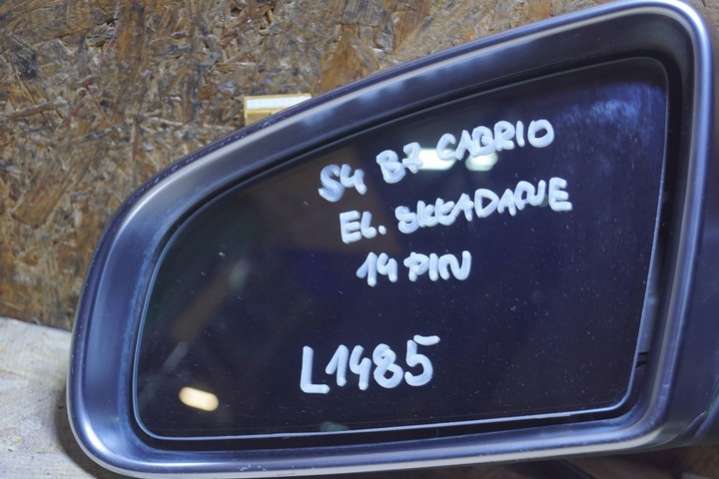 S4 B7 CABRIO
EL. SKŁADANE
14 PIN
L1485